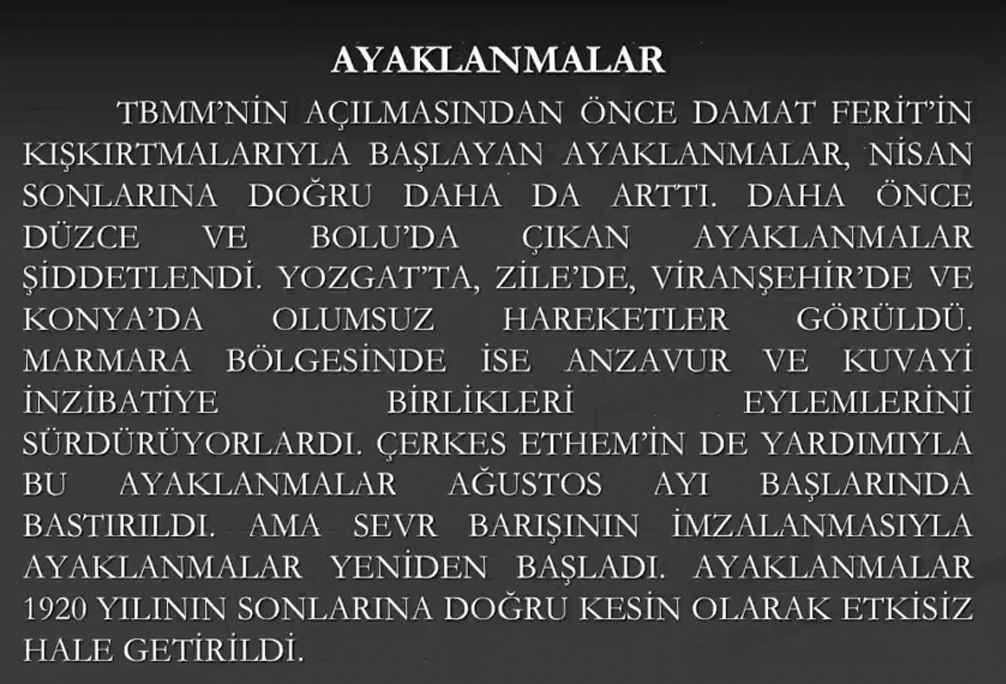 AYAKLANMALAR
TBMM'NİN AÇILMASINDAN ÖNCE DAMAT FERİT'İN
KIŞKIRTMALARIYLA BAŞLAYAN AYAKLANMALAR, NİSAN
SONLARINA DOĞRU DAHA DA ARTTI. DAHA ÖNCE
DÜZCE VE BOLU'DA ÇIKAN AYAKLANMALAR
ŞİDDETLENDİ. YOZGAT'TA, ZİLE'DE, VİRANŞEHİR'DE VE
KONYA'DA OLUMSUZ HAREKETLER GÖRÜLDÜ.
MARMARA BÖLGESİNDE İSE ANZAVUR VE KUVAYİ
İNZİBATİYE BİRLİKLERİ EYLEMLERİNİ
SÜRDÜRÜYORLARDI. ÇERKES ETHEM'İN DE YARDIMIYLA
BU AYAKLANMALAR AĞUSTOS AYI BAŞLARINDA
BASTIRILDI. AMA SEVR BARIŞININ İMZALANMASIYLA
AYAKLANMALAR YENİDEN BAŞLADI. AYAKLANMALAR
1920 YILININ SONLARINA DOĞRU KESİN OLARAK ETKİSİZ
HALE GETİRİLDİ.